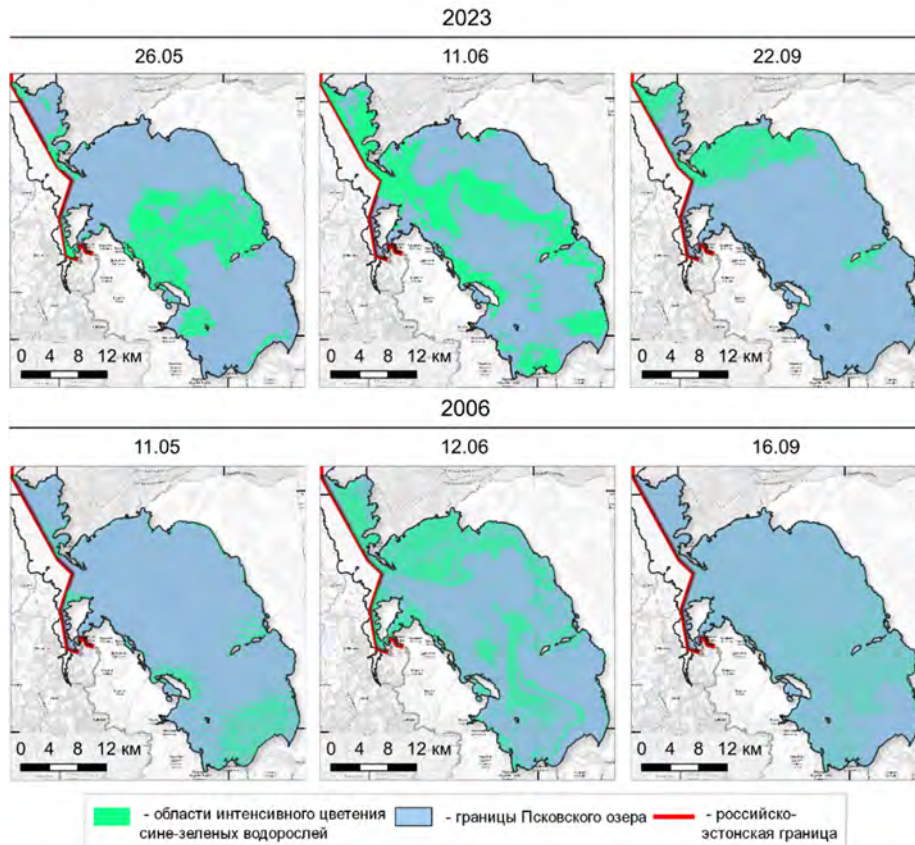 2023
26.05
11.06
22.09
0 4 8 12 км
0 4 8 12 км
0 4 8 12 км
2006
11.05
12.06
16.09
0 4 8 12 км
0 4 8 12 км
0 4 8 12 км
- области интенсивного цветения
сине-зеленых водорослей
- границы Псковского озера
- российско-
эстонская граница